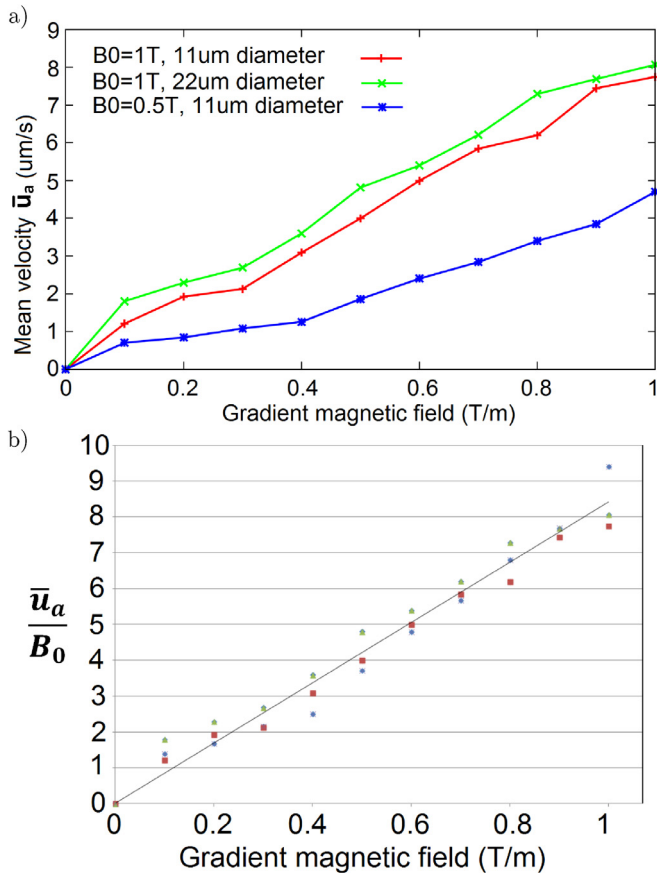 a)
9
8
7
6
5
4
3
2
1
0
Mean velocity ūₐ (um/s)
B0=1T, 11um diameter
B0=1T, 22um diameter
B0=0.5T, 11um diameter
0 0.2 0.4 0.6 0.8 1
Gradient magnetic field (T/m)
b)
10
9
8
7
6
5
4
3
2
1
0
ūₐ
B₀
0 0.2 0.4 0.6 0.8 1
Gradient magnetic field (T/m)